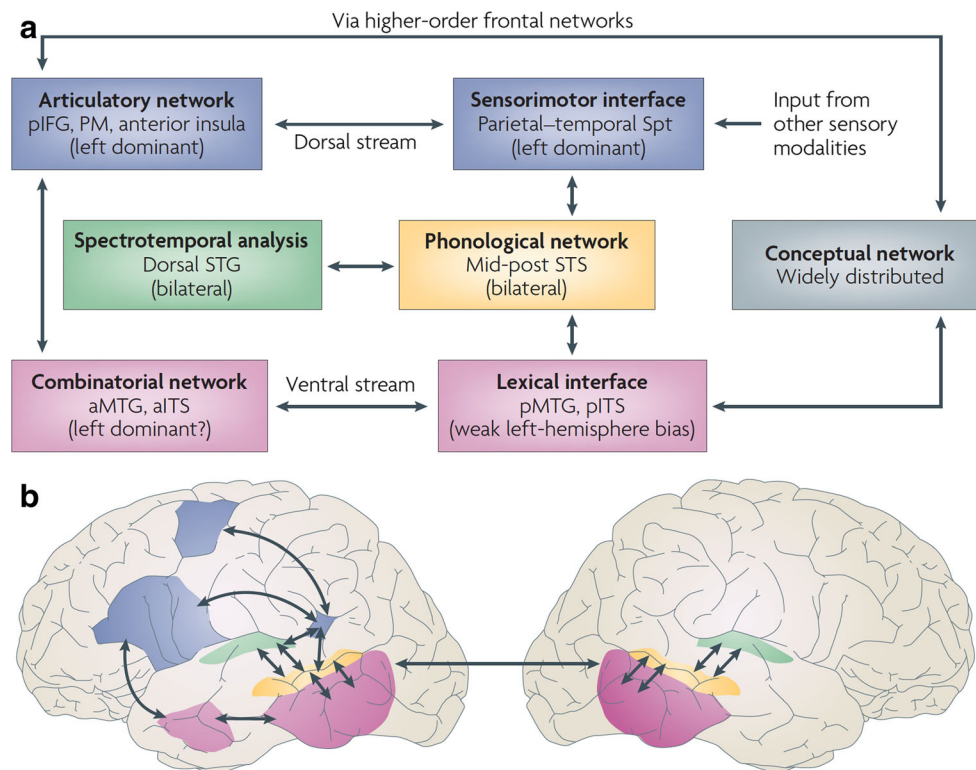 a
Via higher-order frontal networks
Articulatory network
pIFG, PM, anterior insula
(left dominant)
Dorsal stream
Sensorimotor interface
Parietal–temporal Spt
(left dominant)
Input from
other sensory
modalities
Spectrotemporal analysis
Dorsal STG
(bilateral)
Phonological network
Mid-post STS
(bilateral)
Conceptual network
Widely distributed
Combinatorial network
aMTG, aITS
(left dominant?)
Ventral stream
Lexical interface
pMTG, pITS
(weak left-hemisphere bias)
b